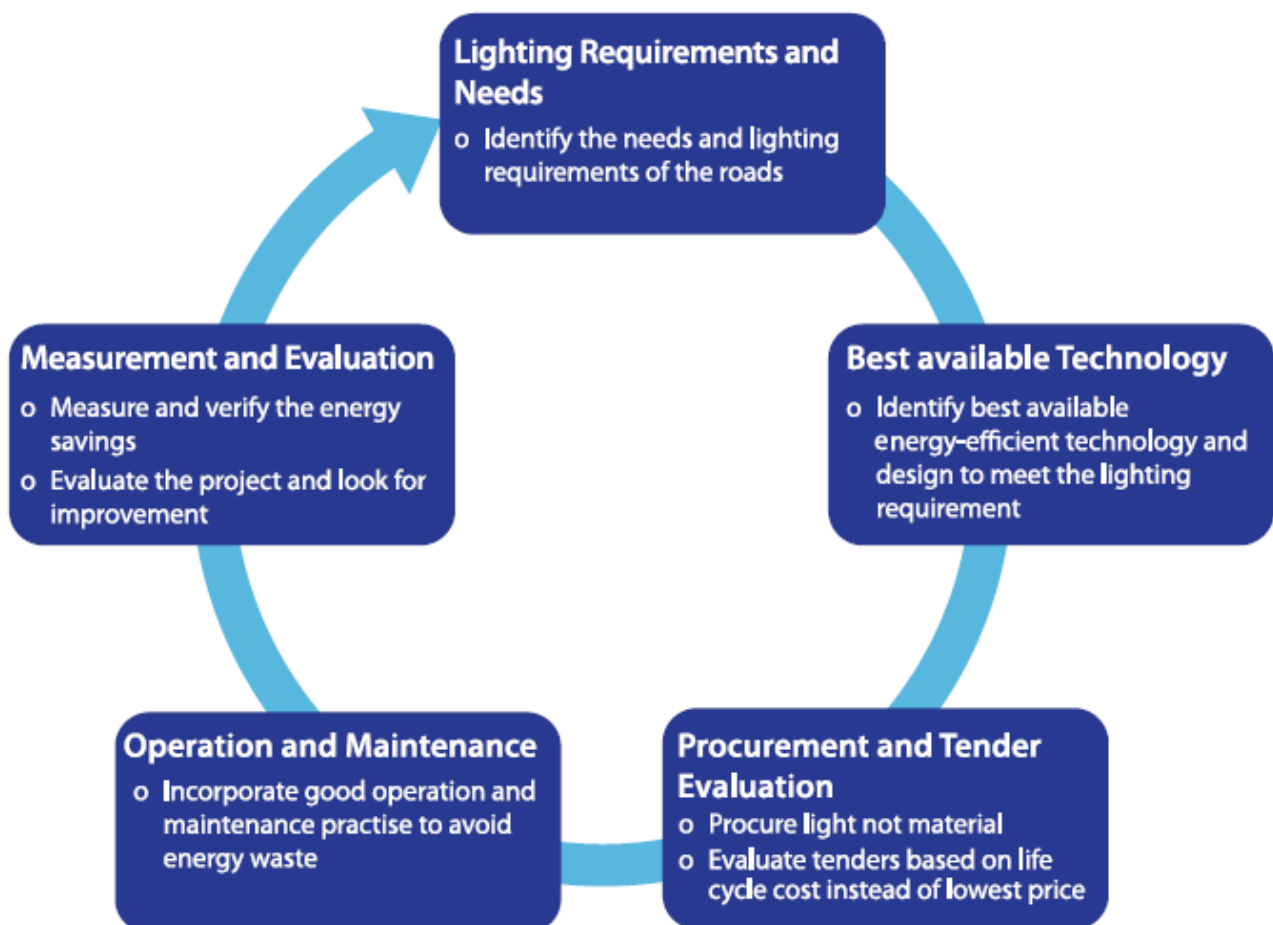 Lighting Requirements and
Needs
o Identify the needs and lighting
requirements of the roads
Best available Technology
o Identify best available
energy-efficient technology and
design to meet the lighting
requirement
Procurement and Tender
Evaluation
o Procure light not material
o Evaluate tenders based on life
cycle cost instead of lowest price
Operation and Maintenance
o Incorporate good operation and
maintenance practise to avoid
energy waste
Measurement and Evaluation
o Measure and verify the energy
savings
o Evaluate the project and look for
improvement